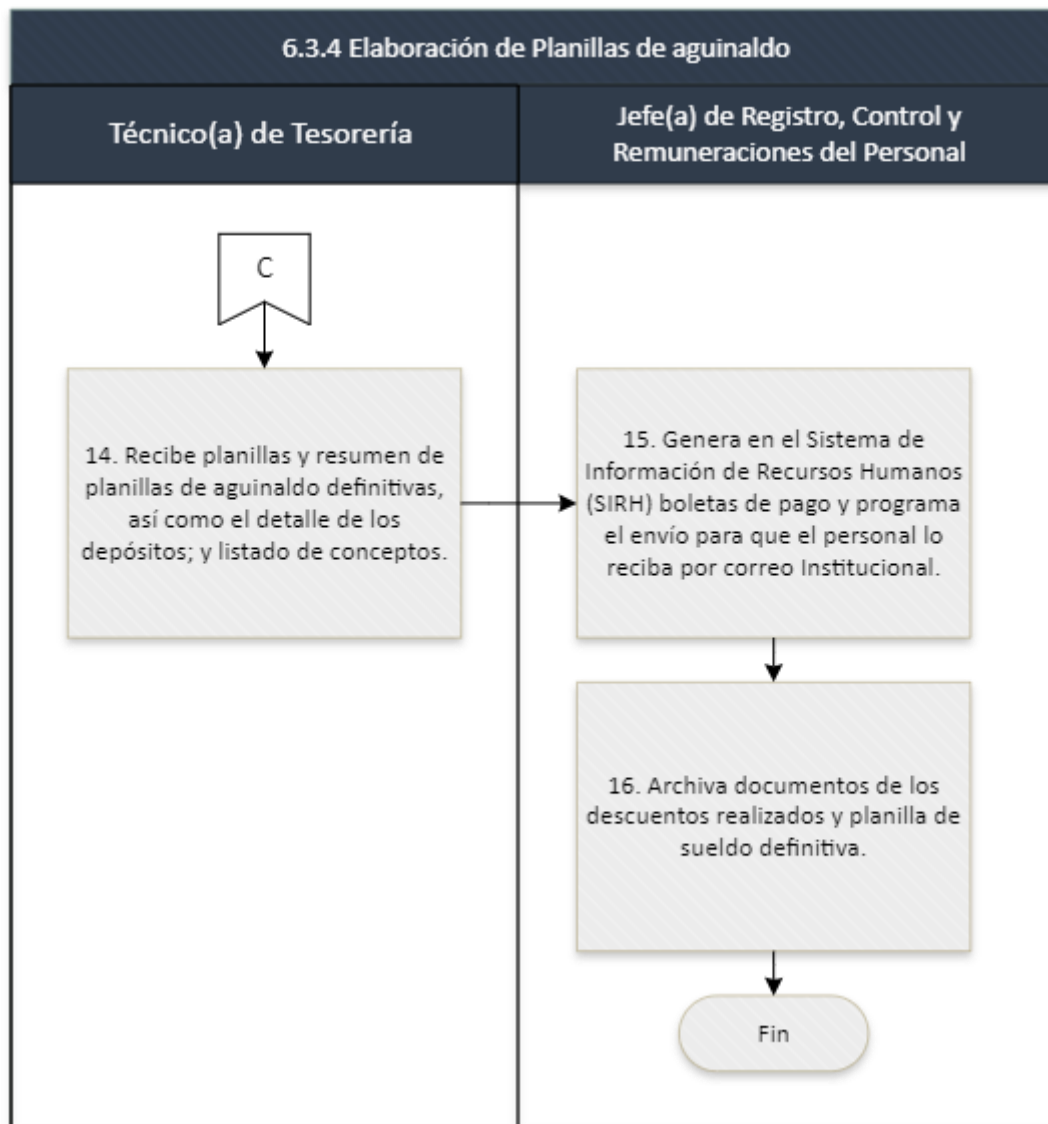 6.3.4 Elaboración de Planillas de aguinaldo
Técnico(a) de Tesorería
Jefe(a) de Registro, Control y
Remuneraciones del Personal
C
14. Recibe planillas y resumen de
planillas de aguinaldo definitivas,
así como el detalle de los
depósitos; y listado de conceptos.
15. Genera en el Sistema de
Información de Recursos Humanos
(SIRH) boletas de pago y programa
el envío para que el personal lo
reciba por correo Institucional.
16. Archiva documentos de los
descuentos realizados y planilla de
sueldo definitiva.
Fin